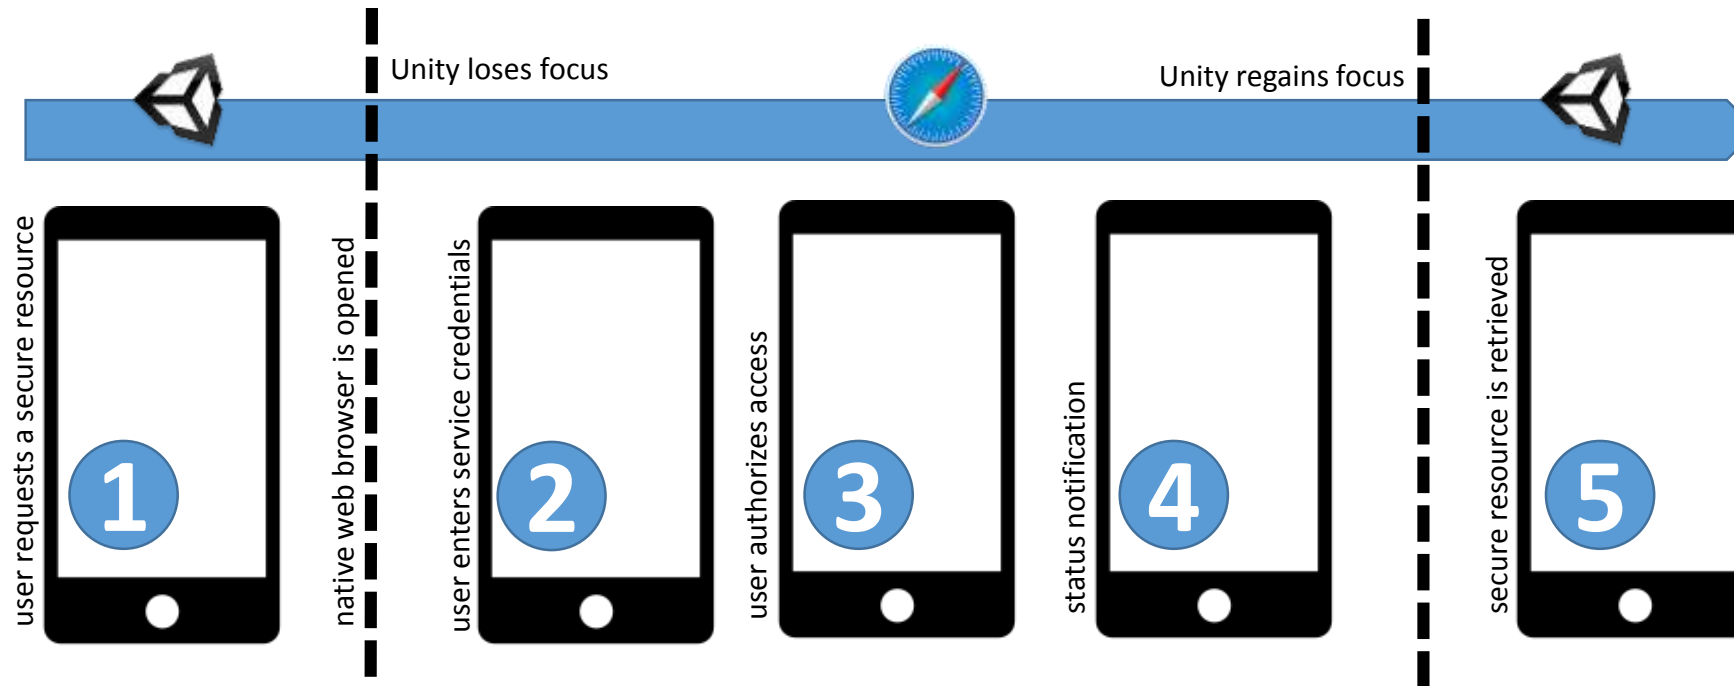 Unity loses focus
Unity regains focus
user requests a secure resource
1
native web browser is opened
user enters service credentials
2
user authorizes access
3
status notification
4
secure resource is retrieved
5